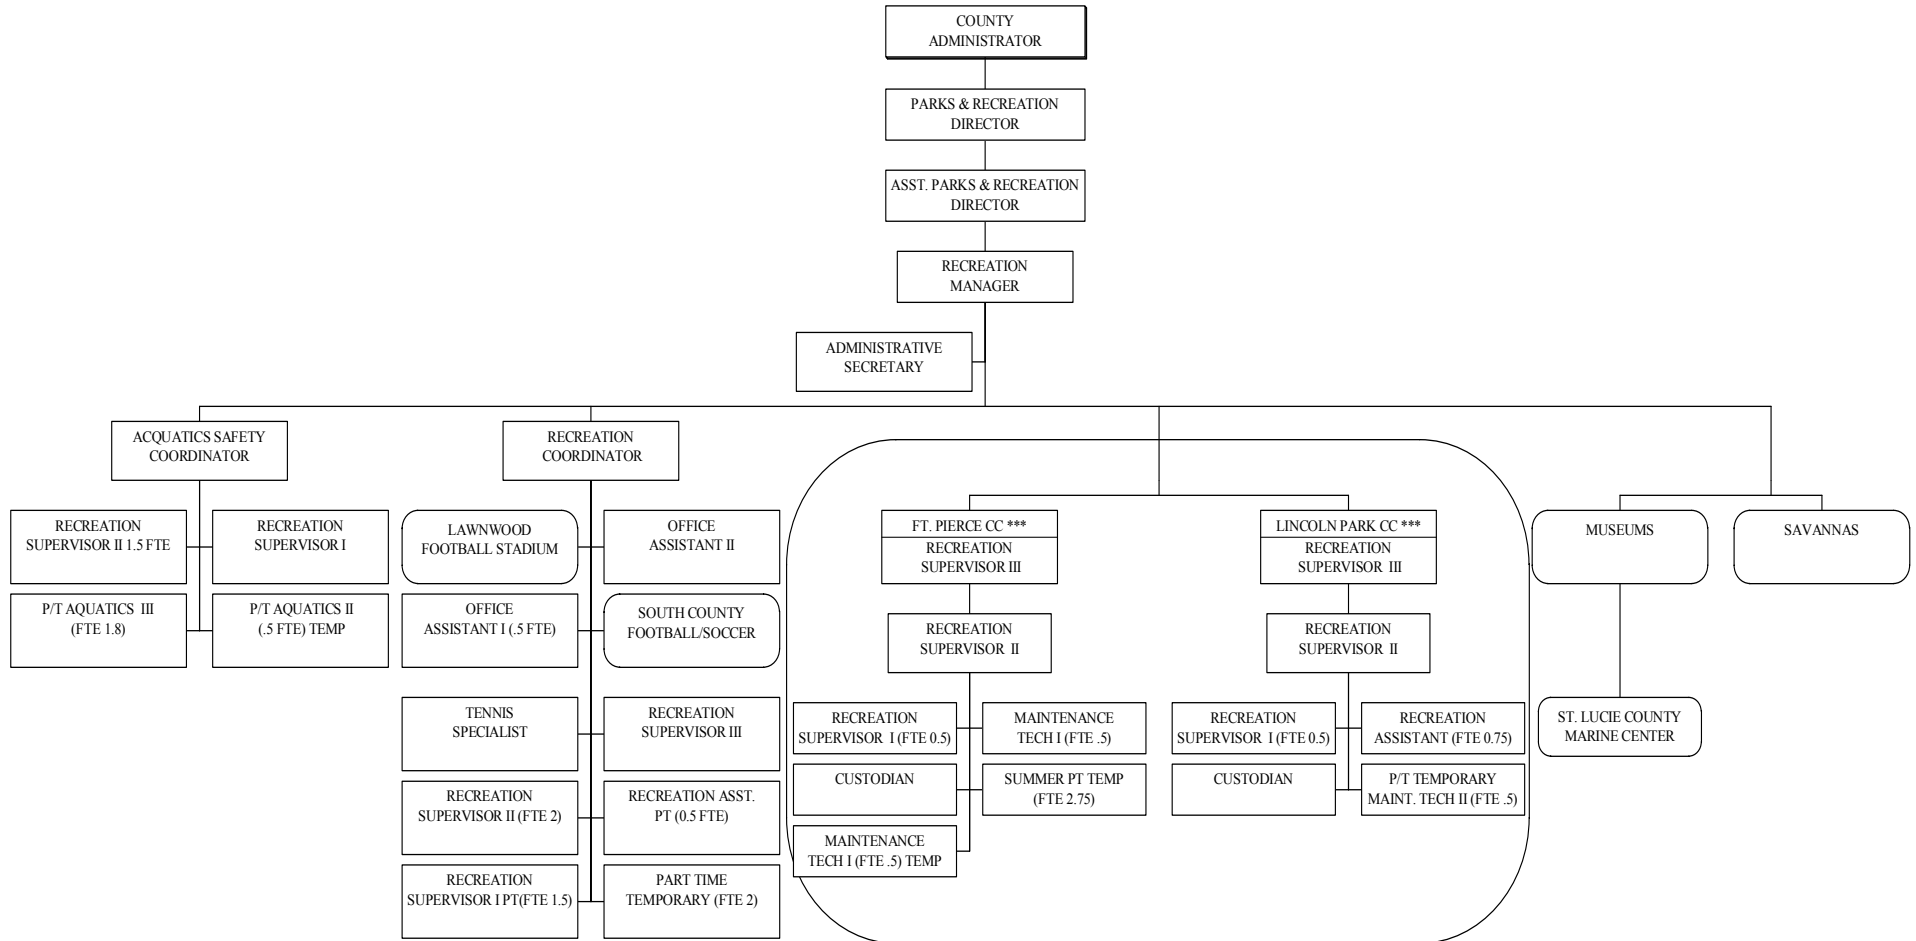 COUNTY
ADMINISTRATOR
PARKS & RECREATION
DIRECTOR
ASST. PARKS & RECREATION
DIRECTOR
RECREATION
MANAGER
ADMINISTRATIVE
SECRETARY
ACQUATICS SAFETY
COORDINATOR
RECREATION
SUPERVISOR II 1.5 FTE
RECREATION
SUPERVISOR I
P/T AQUATICS III
(FTE 1.8)
P/T AQUATICS II
(.5 FTE) TEMP
RECREATION
COORDINATOR
LAWNWOOD
FOOTBALL STADIUM
OFFICE
ASSISTANT II
OFFICE
ASSISTANT I (.5 FTE)
SOUTH COUNTY
FOOTBALL/SOCCER
TENNIS
SPECIALIST
RECREATION
SUPERVISOR III
RECREATION
SUPERVISOR II (FTE 2)
RECREATION ASST.
PT (0.5 FTE)
RECREATION
SUPERVISOR I PT(FTE 1.5)
PART TIME
TEMPORARY (FTE 2)
FT. PIERCE CC ***
RECREATION
SUPERVISOR III
RECREATION
SUPERVISOR II
RECREATION
SUPERVISOR I (FTE 0.5)
MAINTENANCE
TECH I (FTE .5)
CUSTODIAN
SUMMER PT TEMP
(FTE 2.75)
MAINTENANCE
TECH I (FTE .5) TEMP
LINCOLN PARK CC ***
RECREATION
SUPERVISOR III
RECREATION
SUPERVISOR II
RECREATION
SUPERVISOR I (FTE 0.5)
RECREATION
ASSISTANT (FTE 0.75)
CUSTODIAN
P/T TEMPORARY
MAINT. TECH II (FTE .5)
MUSEUMS
SAVANNAS
ST. LUCIE COUNTY
MARINE CENTER